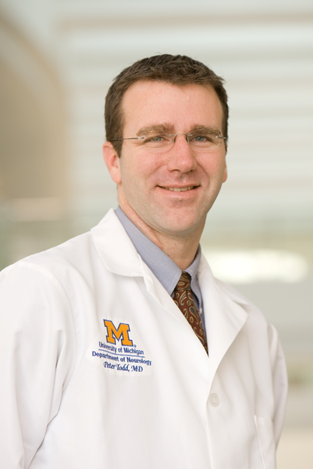 M
University of Michigan
Department of Neurology
Peter Todd, MD